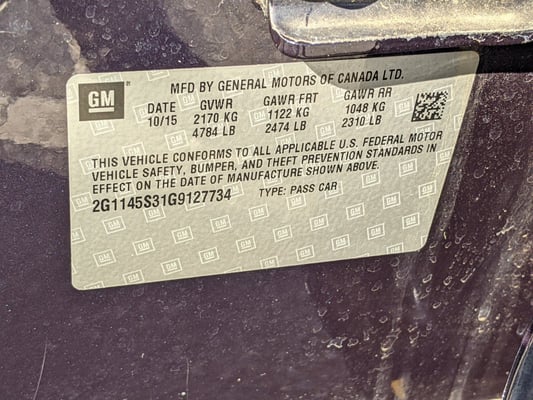 GM
MFD BY GENERAL MOTORS OF CANADA LTD.
DATE GVWR GAWR FRT GAWR RR
10/15 2170 KG 1122 KG 1048 KG
4784 LB 2474 LB 2310 LB
THIS VEHICLE CONFORMS TO ALL APPLICABLE U.S. FEDERAL MOTOR
VEHICLE SAFETY, BUMPER, AND THEFT PREVENTION STANDARDS IN
EFFECT ON THE DATE OF MANUFACTURE SHOWN ABOVE.
2G1145S31G9127734 TYPE: PASS CAR